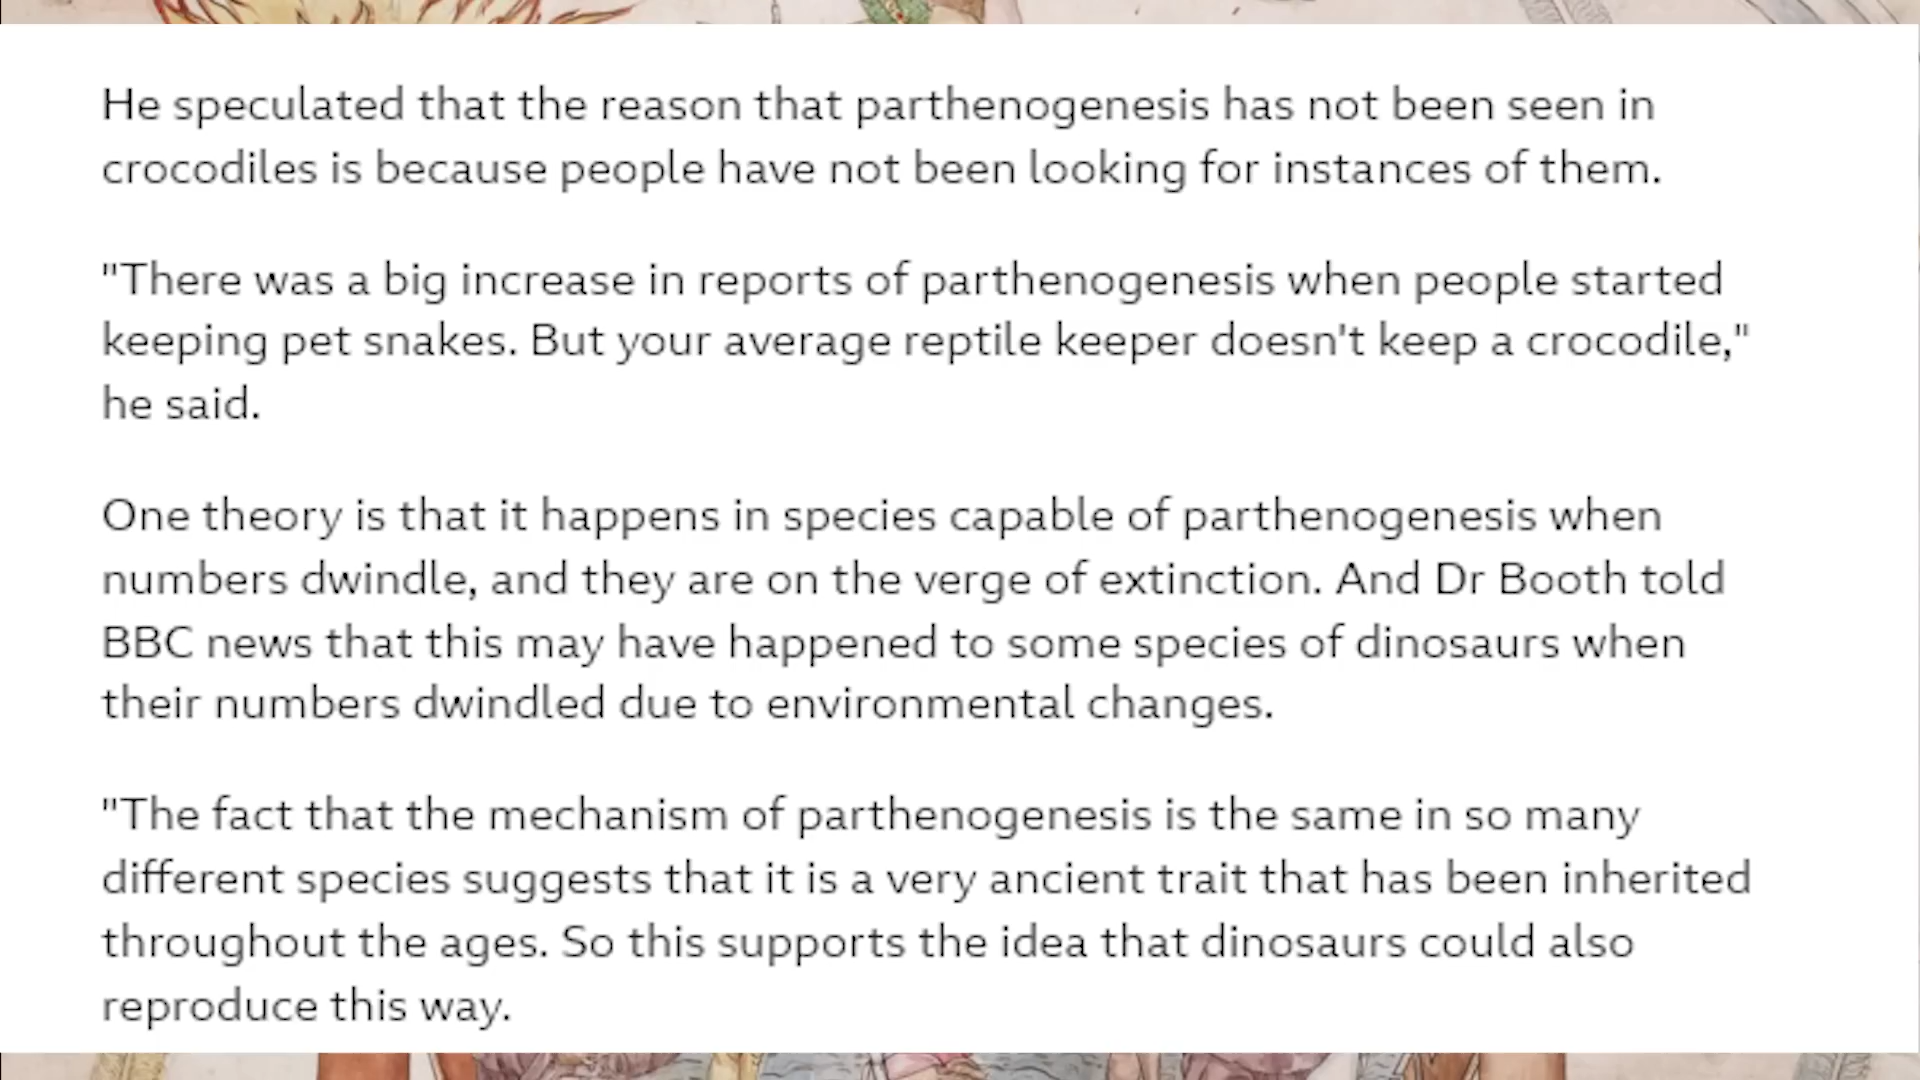 He speculated that the reason that parthenogenesis has not been seen in
crocodiles is because people have not been looking for instances of them.
"There was a big increase in reports of parthenogenesis when people started
keeping pet snakes. But your average reptile keeper doesn't keep a crocodile,"
he said.
One theory is that it happens in species capable of parthenogenesis when
numbers dwindle, and they are on the verge of extinction. And Dr Booth told
BBC news that this may have happened to some species of dinosaurs when
their numbers dwindled due to environmental changes.
"The fact that the mechanism of parthenogenesis is the same in so many
different species suggests that it is a very ancient trait that has been inherited
throughout the ages. So this supports the idea that dinosaurs could also
reproduce this way.